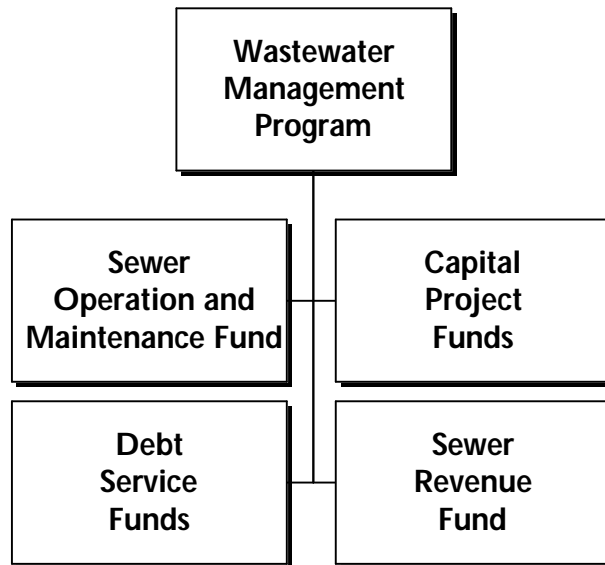 Wastewater
Management
Program
Sewer
Operation and
Maintenance Fund
Capital
Project
Funds
Debt
Service
Funds
Sewer
Revenue
Fund